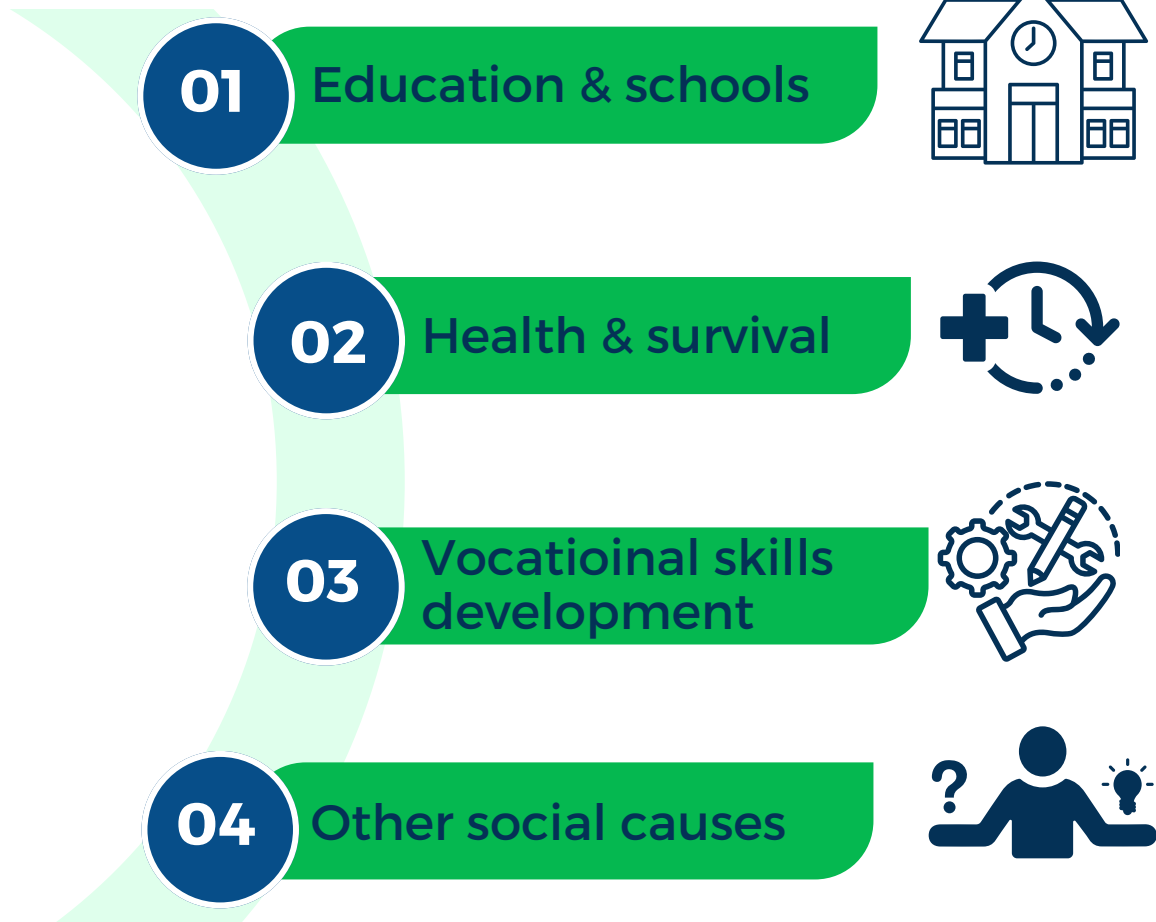 01
Education & schools
02
Health & survival
03
Vocatioinal skills
development
04
Other social causes
?